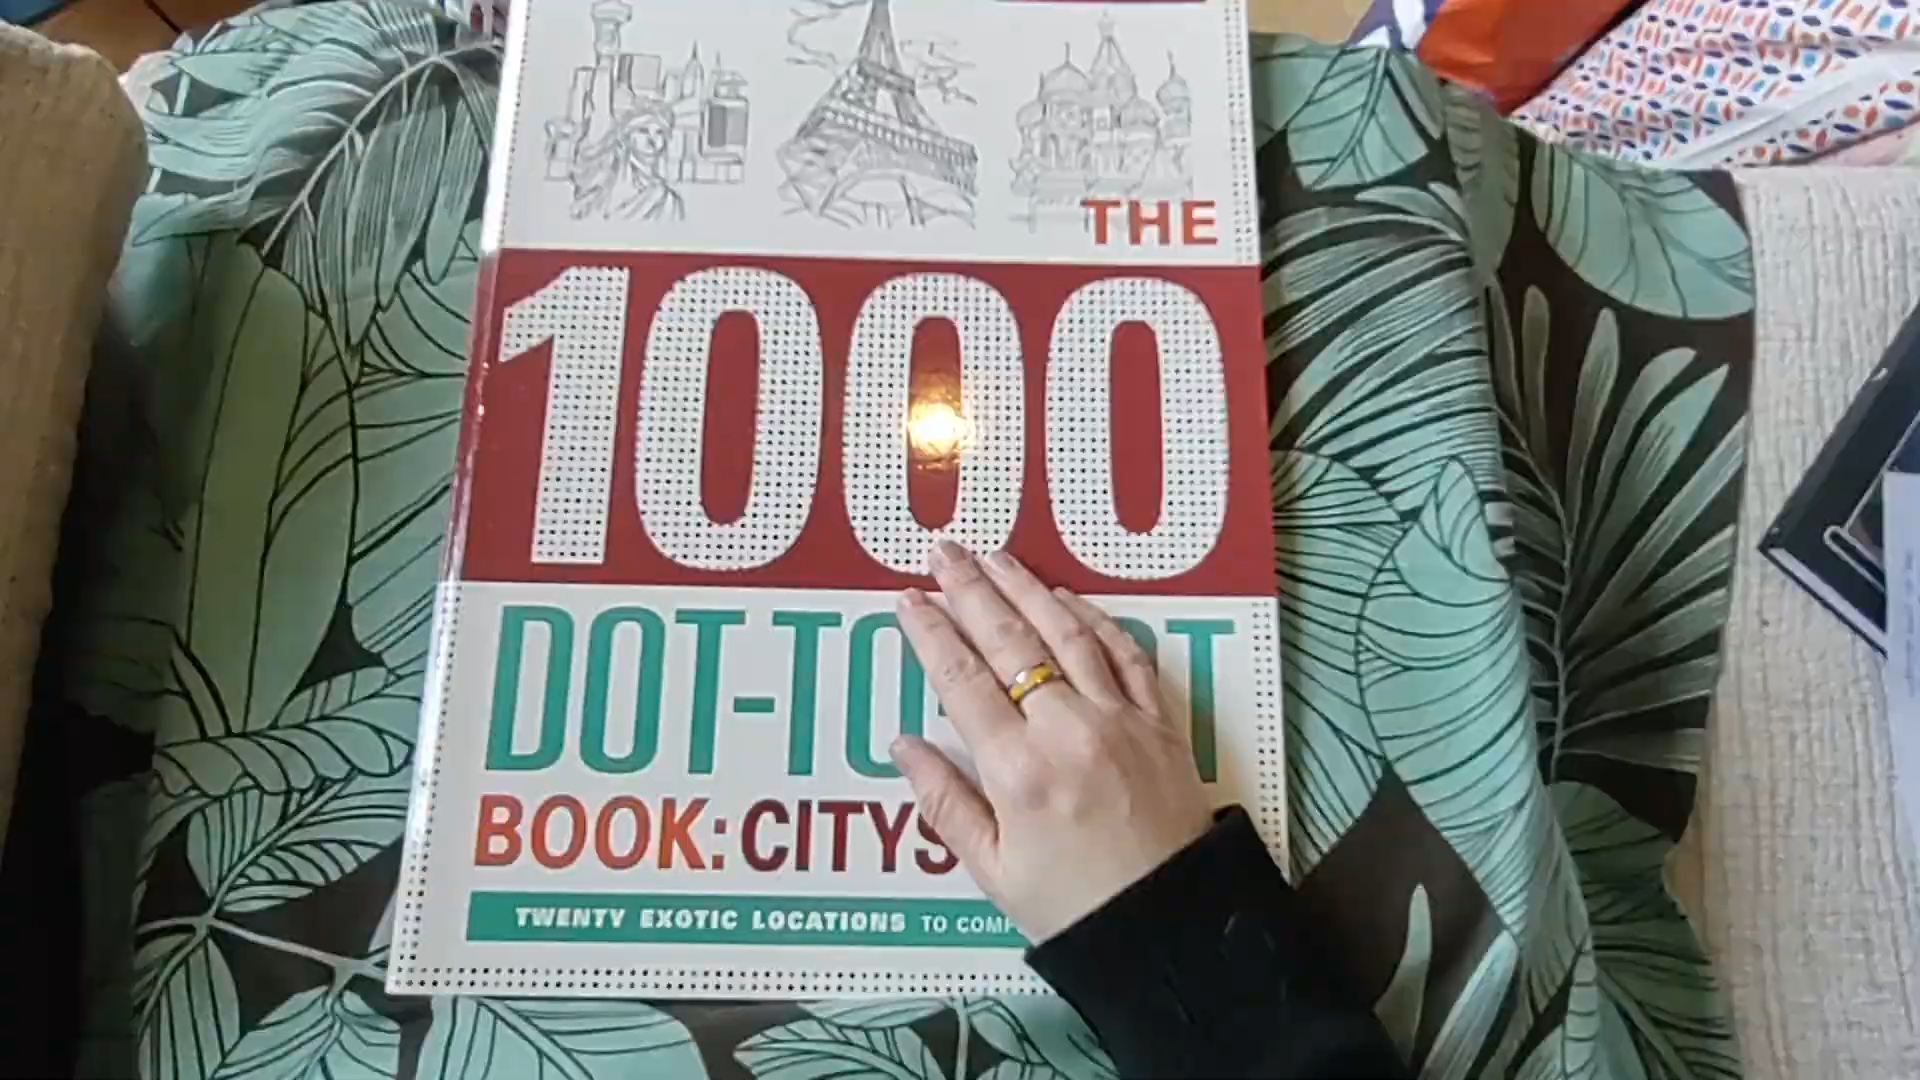 THE
1000
DOT-TO-
BOOK: CITYS
TWENTY EXOTIC LOCATIONS TO COMP